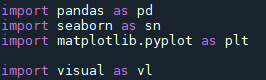 import pandas as pd
import seaborn as sn
import matplotlib.pyplot as plt
import visual as vl